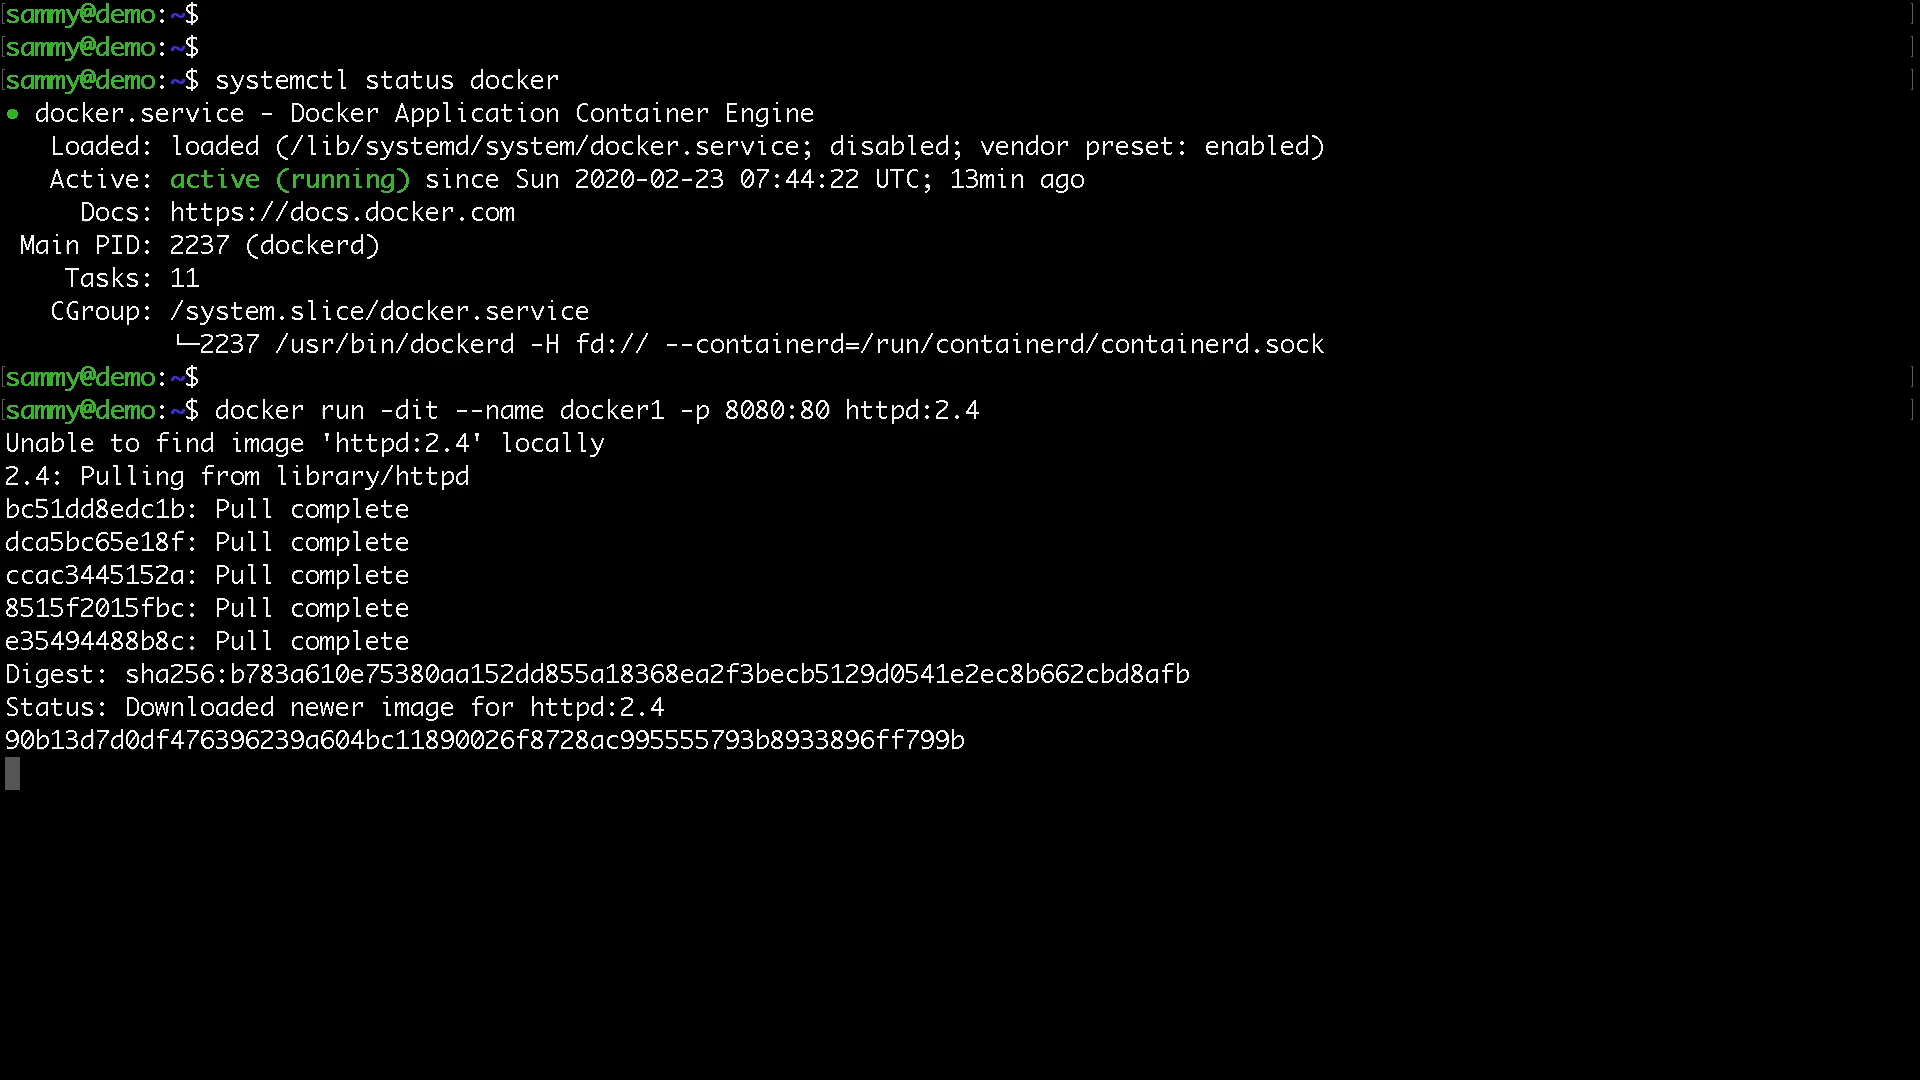 [sammy@demo:~$ ]
[sammy@demo:~$ ]
[sammy@demo:~$ systemctl status docker ]
● docker.service - Docker Application Container Engine
Loaded: loaded (/lib/systemd/system/docker.service; disabled; vendor preset: enabled)
Active: active (running) since Sun 2020-02-23 07:44:22 UTC; 13min ago
Docs: https://docs.docker.com
Main PID: 2237 (dockerd)
Tasks: 11
CGroup: /system.slice/docker.service
└─2237 /usr/bin/dockerd -H fd:// --containerd=/run/containerd/containerd.sock
[sammy@demo:~$ ]
[sammy@demo:~$ docker run -dit --name docker1 -p 8080:80 httpd:2.4 ]
Unable to find image 'httpd:2.4' locally
2.4: Pulling from library/httpd
bc51dd8edc1b: Pull complete
dca5bc65e18f: Pull complete
ccac3445152a: Pull complete
8515f2015fbc: Pull complete
e35494488b8c: Pull complete
Digest: sha256:b783a610e75380aa152dd855a18368ea2f3becb5129d0541e2ec8b662cbd8afb
Status: Downloaded newer image for httpd:2.4
90b13d7d0df476396239a604bc11890026f8728ac995555793b8933896ff799b